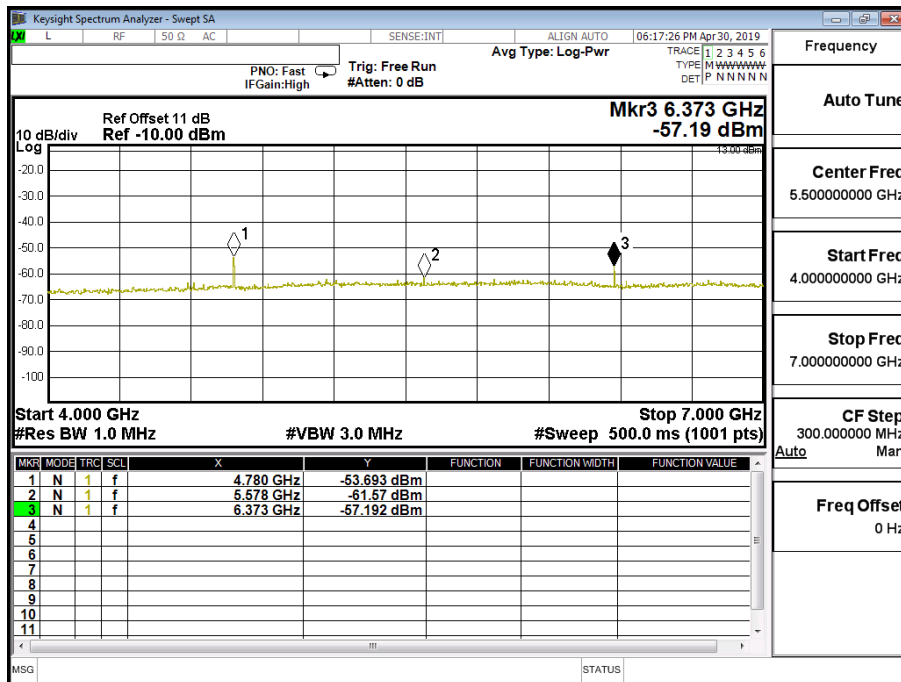 Keysight Spectrum Analyzer - Swept SA
LXI L RF 50 Ω AC SENSE:INT ALIGN AUTO 06:17:26 PM Apr 30, 2019
PNO: Fast
IFGain:High
Trig: Free Run
#Atten: 0 dB
Avg Type: Log-Pwr
TRACE 1 2 3 4 5 6
TYPE M WWWWW
DET P N N N N N
Frequency
Mkr3 6.373 GHz
-57.19 dBm
Ref Offset 11 dB
10 dB/div Ref -10.00 dBm
Log
-13.00 dBm
-20.0
-30.0
-40.0
-50.0
-60.0
-70.0
-80.0
-90.0
-100
1
2
3
Start 4.000 GHz Stop 7.000 GHz
#Res BW 1.0 MHz #VBW 3.0 MHz #Sweep 500.0 ms (1001 pts)
MKR MODE TRC SCL X Y FUNCTION FUNCTION WIDTH FUNCTION VALUE
1 N 1 f 4.780 GHz -53.693 dBm
2 N 1 f 5.578 GHz -61.57 dBm
3 N 1 f 6.373 GHz -57.192 dBm
4
5
6
7
8
9
10
11
MSG STATUS
Auto Tune
Center Freq
5.500000000 GHz
Start Freq
4.000000000 GHz
Stop Freq
7.000000000 GHz
CF Step
300.000000 MHz
Auto Man
Freq Offset
0 Hz